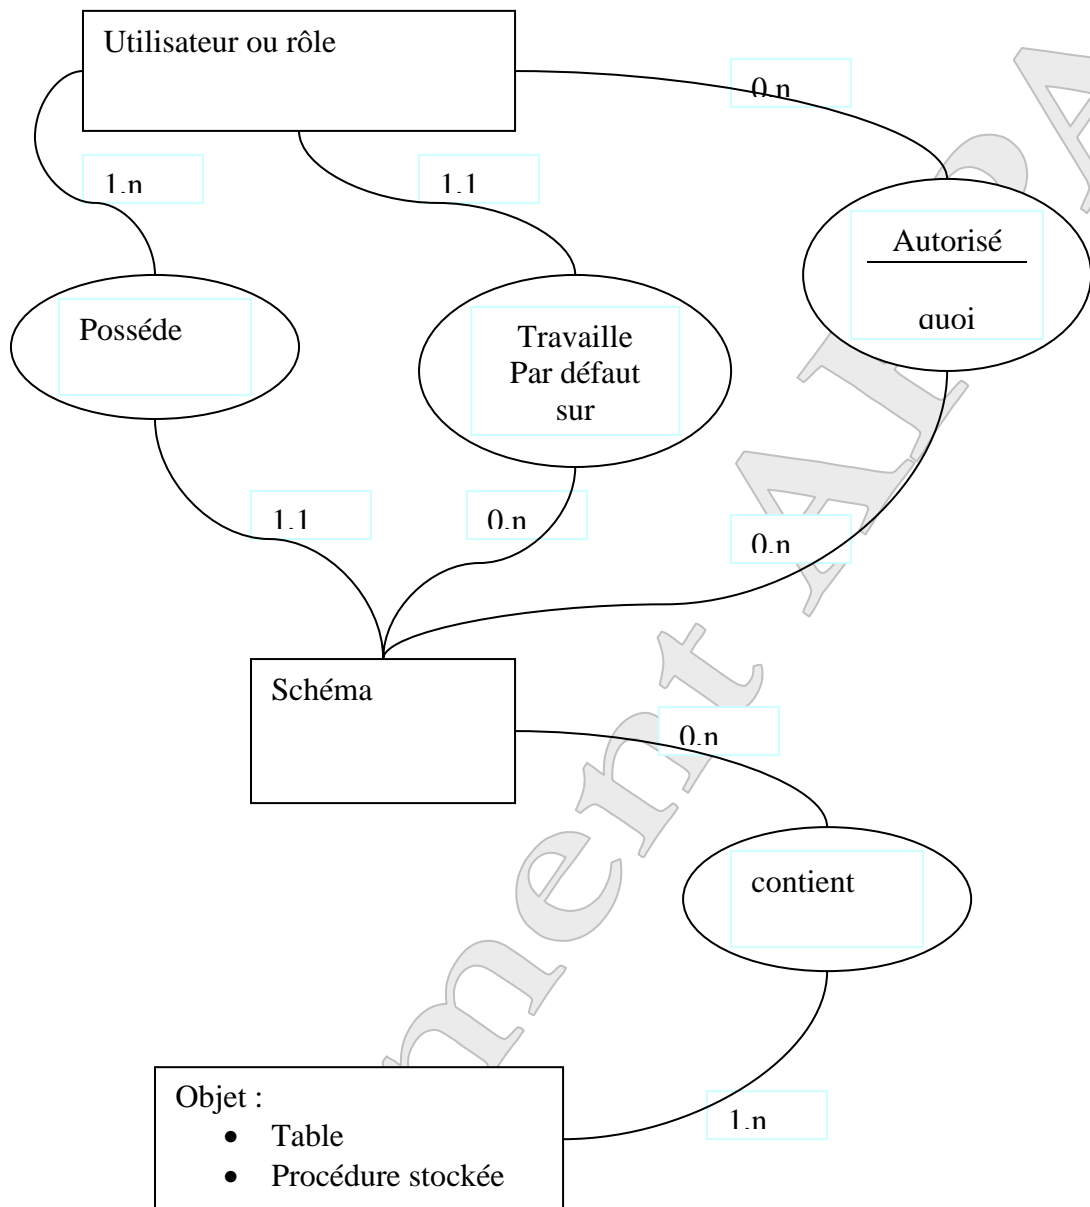 Utilisateur ou rôle
0.n
1.n
1.1
Autorisé
quoi
Posséde
Travaille
Par défaut
sur
1.1
0.n
0.n
Schéma
0.n
contient
Objet :
• Table
• Procédure stockée
1.n